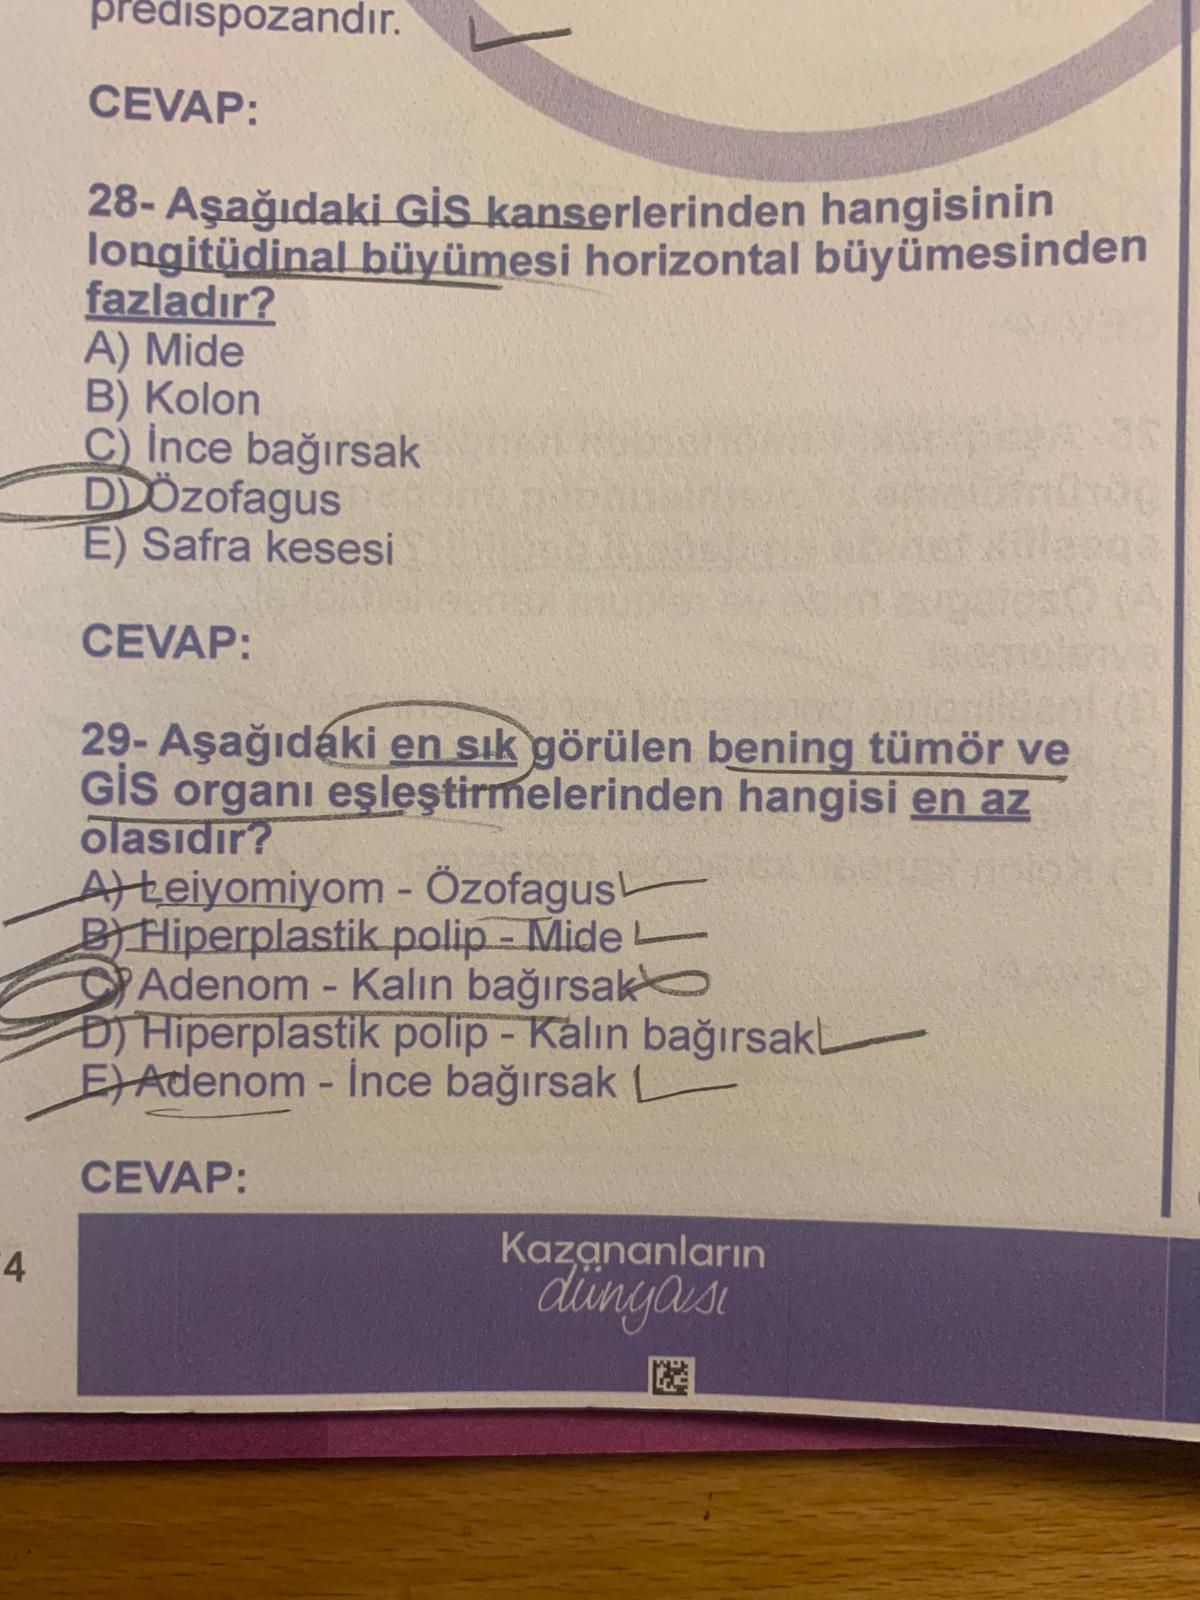 predispozandır.
CEVAP:
28- Aşağıdaki GİS kanserlerinden hangisinin
longitüdinal büyümesi horizontal büyümesinden
fazladır?
A) Mide
B) Kolon
C) İnce bağırsak
D) Özofagus
E) Safra kesesi
CEVAP:
29- Aşağıdaki en sık görülen bening tümör ve
GİS organı eşleştirmelerinden hangisi en az
olasıdır?
A) Leiyomiyom - Özofagus
B) Hiperplastik polip - Mide
C) Adenom - Kalın bağırsak
D) Hiperplastik polip - Kalın bağırsak
E) Adenom - İnce bağırsak
CEVAP:
4
Kazananların
dünyası